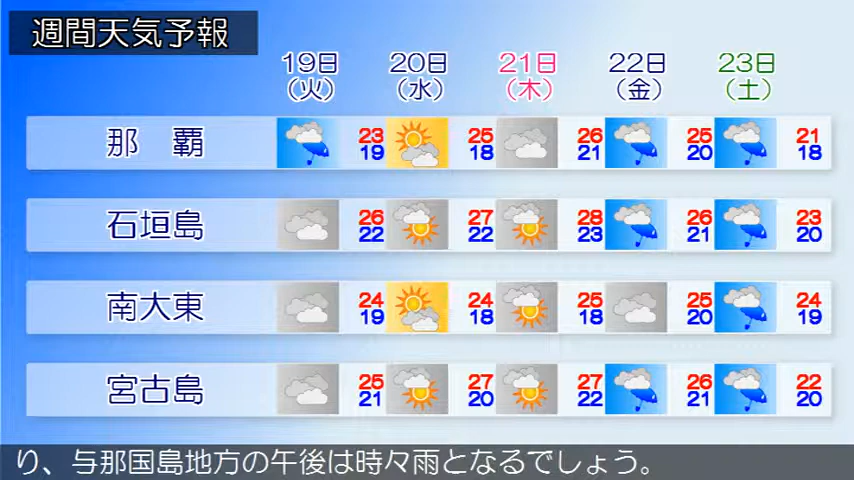 週間天気予報
19日 20日 21日 22日 23日
(火) (水) (木) (金) (土)
那 覇 23 19 25 18 26 21 25 20 21 18
石垣島 26 22 27 22 28 23 26 21 23 20
南大東 24 19 24 18 25 18 25 20 24 19
宮古島 25 21 27 20 27 22 26 21 22 20
り、与那国島地方の午後は時々雨となるでしょう。